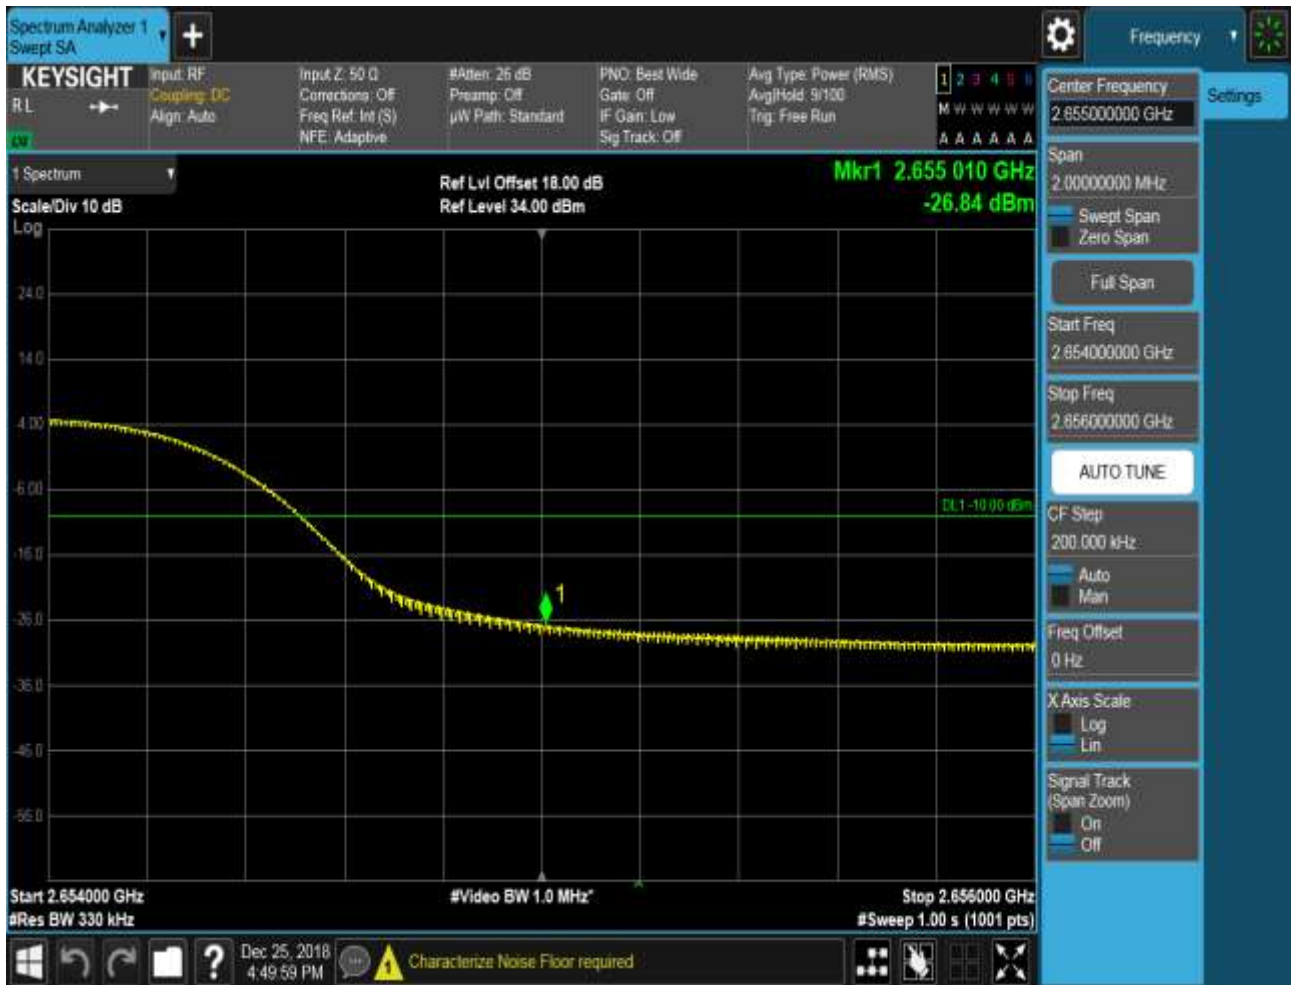 Spectrum Analyzer 1
Swept SA
Frequency
KEYSIGHT
R L
Input: RF
Coupling: DC
Align: Auto
Input Z: 50 Ω
Corrections: Off
Freq Ref: Int (S)
NFE: Adaptive
#Atten: 26 dB
Preamp: Off
µW Path: Standard
PNO: Best Wide
Gate: Off
IF Gain: Low
Sig Track: Off
Avg Type: Power (RMS)
Avg|Hold: 9/100
Trig: Free Run
1 2 3 4 5 6
M W W W W W
A A A A A A
1 Spectrum
Scale/Div 10 dB
Log
Ref Lvl Offset 18.00 dB
Ref Level 34.00 dBm
Mkr1 2.655 010 GHz
-26.84 dBm
24.0
14.0
4.00
-6.00
-16.0
-26.0
-36.0
-46.0
-56.0
DL1 -10.00 dBm
1
Start 2.654000 GHz
#Res BW 330 kHz
#Video BW 1.0 MHz*
Stop 2.656000 GHz
#Sweep 1.00 s (1001 pts)
Center Frequency
2.655000000 GHz
Settings
Span
2.00000000 MHz
Swept Span
Zero Span
Full Span
Start Freq
2.654000000 GHz
Stop Freq
2.656000000 GHz
AUTO TUNE
CF Step
200.000 kHz
Auto
Man
Freq Offset
0 Hz
X Axis Scale
Log
Lin
Signal Track
(Span Zoom)
On
Off
?
Dec 25, 2018
4:49:59 PM
1
Characterize Noise Floor required